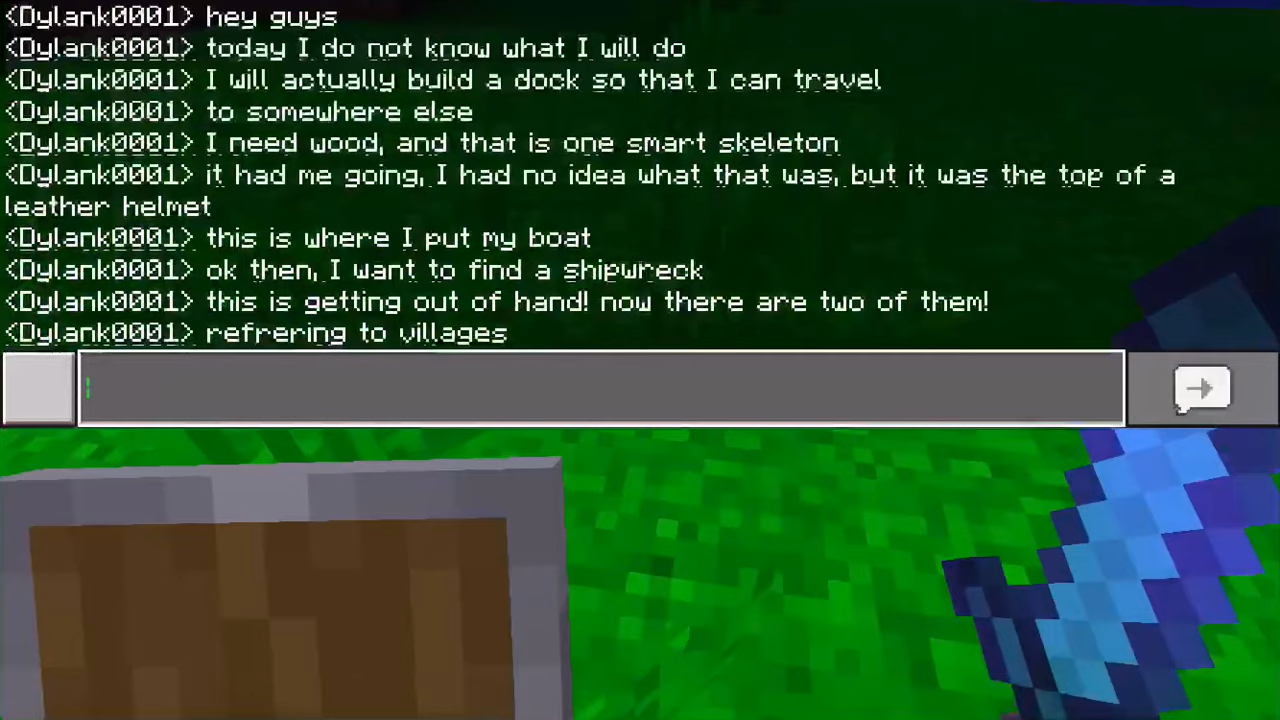 <Dylank0001> hey guys
<Dylank0001> today I do not know what I will do
<Dylank0001> I will actually build a dock so that I can travel
<Dylank0001> to somewhere else
<Dylank0001> I need wood, and that is one smart skeleton
<Dylank0001> it had me going, I had no idea what that was, but it was the top of a
leather helmet
<Dylank0001> this is where I put my boat
<Dylank0001> ok then, I want to find a shipwreck
<Dylank0001> this is getting out of hand! now there are two of them!
<Dylank0001> refrering to villages